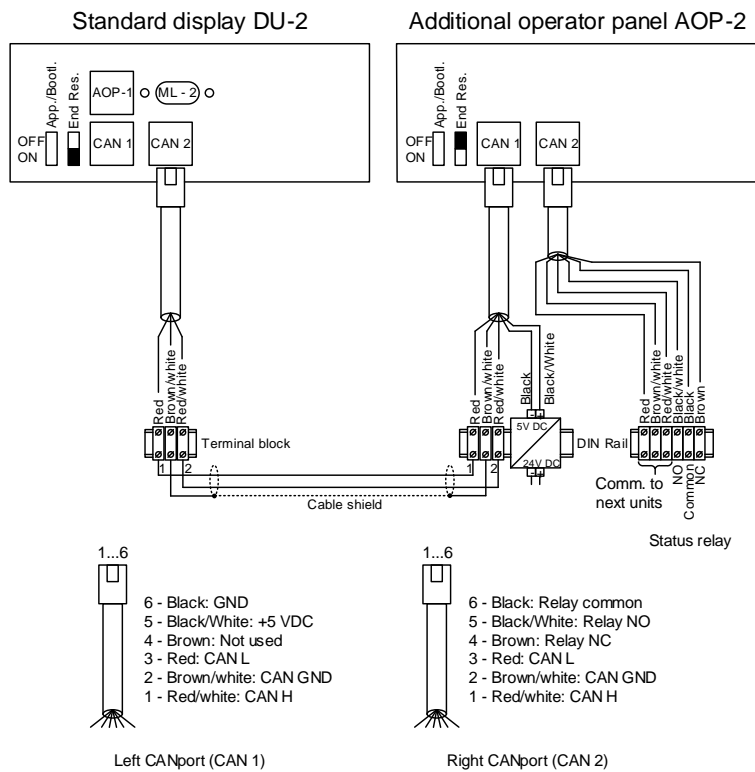 Standard display DU-2
Additional operator panel AOP-2
App./Bootl.
End Res.
AOP-1
ML - 2
OFF
ON
CAN 1
CAN 2
App./Bootl.
End Res.
OFF
ON
CAN 1
CAN 2
Red
Brown/white
Red/white
Terminal block
1
2
Red
Brown/white
Red/white
Black
Black/White
- +
5V DC
24V DC
- +
1
2
DIN Rail
Red
Brown/white
Red/white
Black/white
Black
Brown
Comm. to
next units
NO
Common
NC
Status relay
Cable shield
1...6
6 - Black: GND
5 - Black/White: +5 VDC
4 - Brown: Not used
3 - Red: CAN L
2 - Brown/white: CAN GND
1 - Red/white: CAN H
Left CANport (CAN 1)
1...6
6 - Black: Relay common
5 - Black/White: Relay NO
4 - Brown: Relay NC
3 - Red: CAN L
2 - Brown/white: CAN GND
1 - Red/white: CAN H
Right CANport (CAN 2)